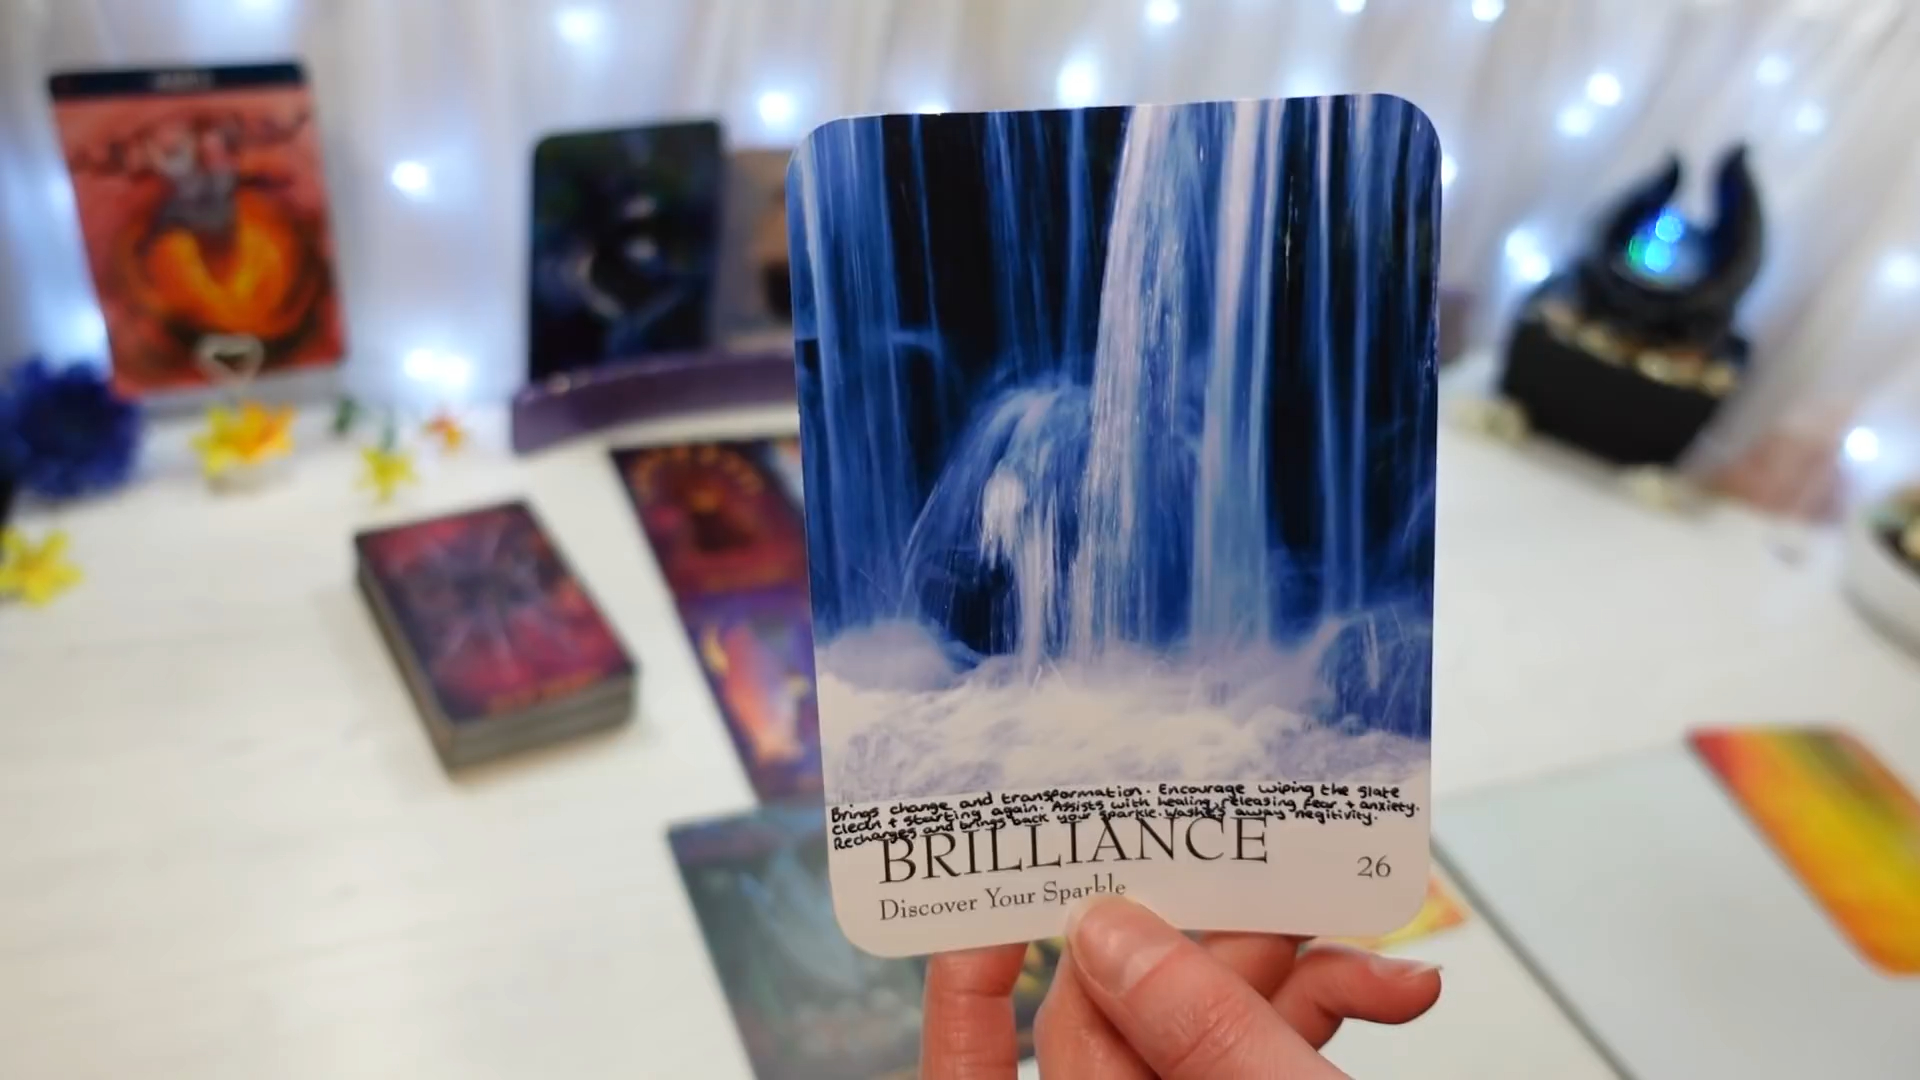 Brings change and transformation. Encourage wiping the slate
clean + starting again. Assists with healing, releasing fear + anxiety.
Recharges and brings back your sparkle. Washes away negitivity.
BRILLIANCE
26
Discover Your Sparkle